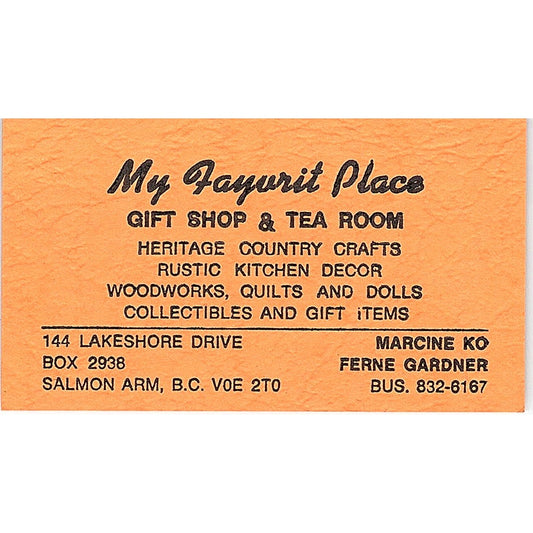 My Fayvrit Place
GIFT SHOP & TEA ROOM
HERITAGE COUNTRY CRAFTS
RUSTIC KITCHEN DECOR
WOODWORKS, QUILTS AND DOLLS
COLLECTIBLES AND GIFT ITEMS
144 LAKESHORE DRIVE
BOX 2938
SALMON ARM, B.C. V0E 2T0
MARCINE KO
FERNE GARDNER
BUS. 832-6167